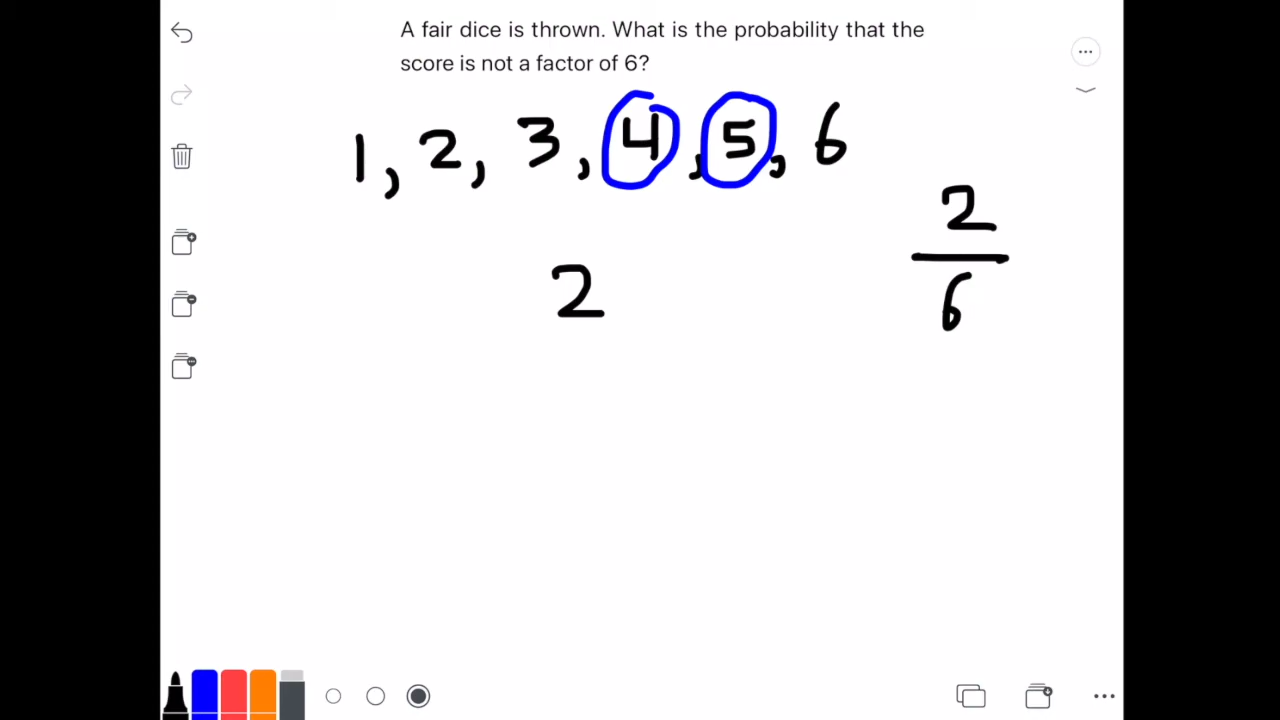 A fair dice is thrown. What is the probability that the
score is not a factor of 6?
1, 2, 3, 4, 5, 6
2
2
6